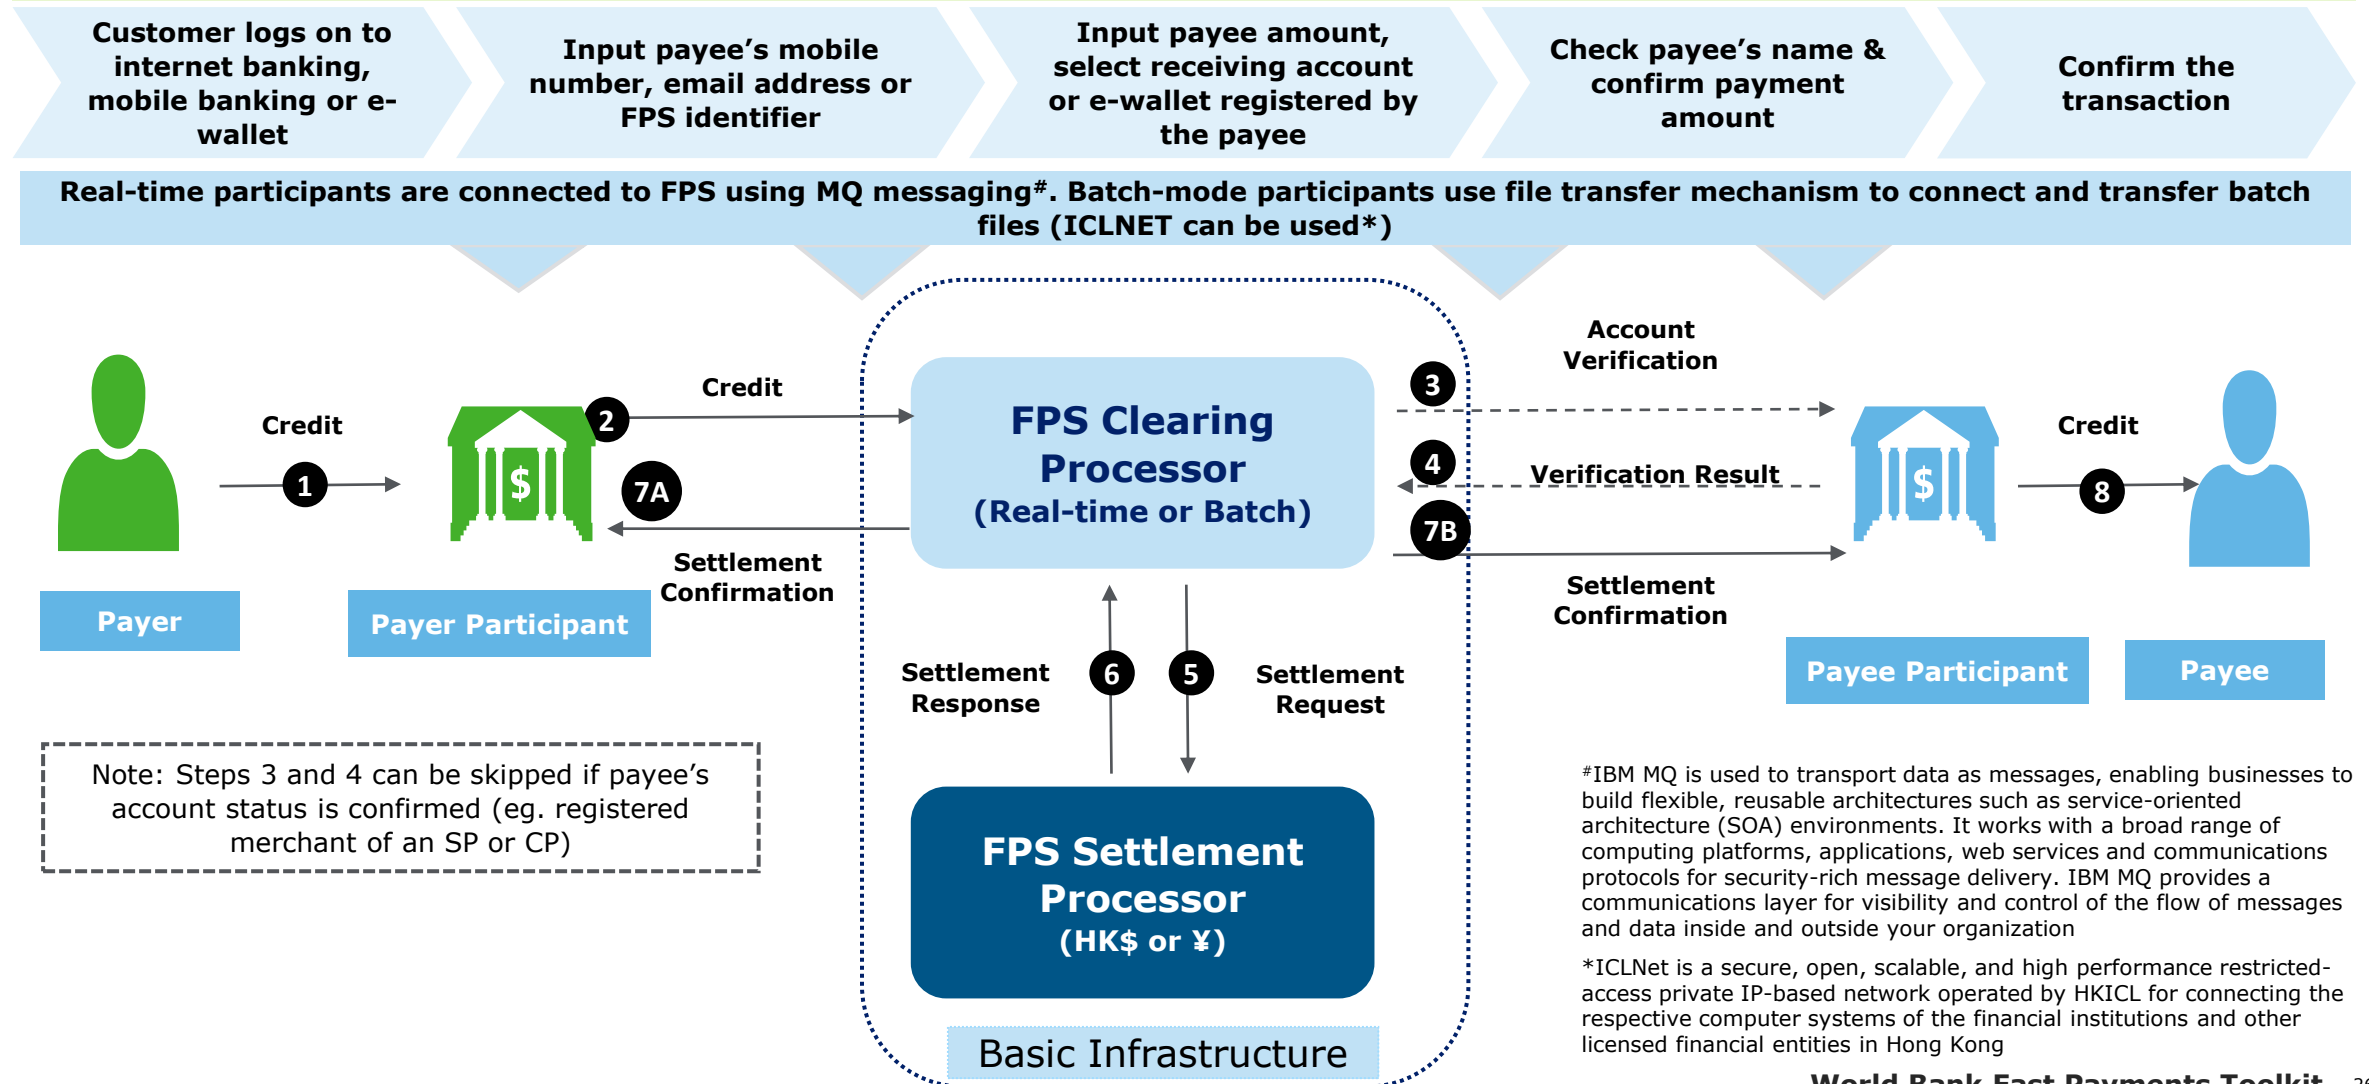 Customer logs on to
internet banking,
mobile banking or e-
wallet
Input payee’s mobile
number, email address or
FPS identifier
Input payee amount,
select receiving account
or e-wallet registered by
the payee
Check payee’s name &
confirm payment
amount
Confirm the
transaction
Real-time participants are connected to FPS using MQ messaging#. Batch-mode participants use file transfer mechanism to connect and transfer batch
files (ICLNET can be used*)
Credit
1
2
Credit
7A
Settlement
Confirmation
Payer
Payer Participant
FPS Clearing
Processor
(Real-time or Batch)
3
Account
Verification
4
Verification Result
7B
Settlement
Confirmation
Credit
8
$
$
Payee Participant
Payee
Settlement
Response
6
5
Settlement
Request
FPS Settlement
Processor
(HK$ or ¥)
Basic Infrastructure
Note: Steps 3 and 4 can be skipped if payee’s
account status is confirmed (eg. registered
merchant of an SP or CP)
#IBM MQ is used to transport data as messages, enabling businesses to
build flexible, reusable architectures such as service-oriented
architecture (SOA) environments. It works with a broad range of
computing platforms, applications, web services and communications
protocols for security-rich message delivery. IBM MQ provides a
communications layer for visibility and control of the flow of messages
and data inside and outside your organization
*ICLNet is a secure, open, scalable, and high performance restricted-
access private IP-based network operated by HKICL for connecting the
respective computer systems of the financial institutions and other
licensed financial entities in Hong Kong
World Bank Fast Payments Toolkit